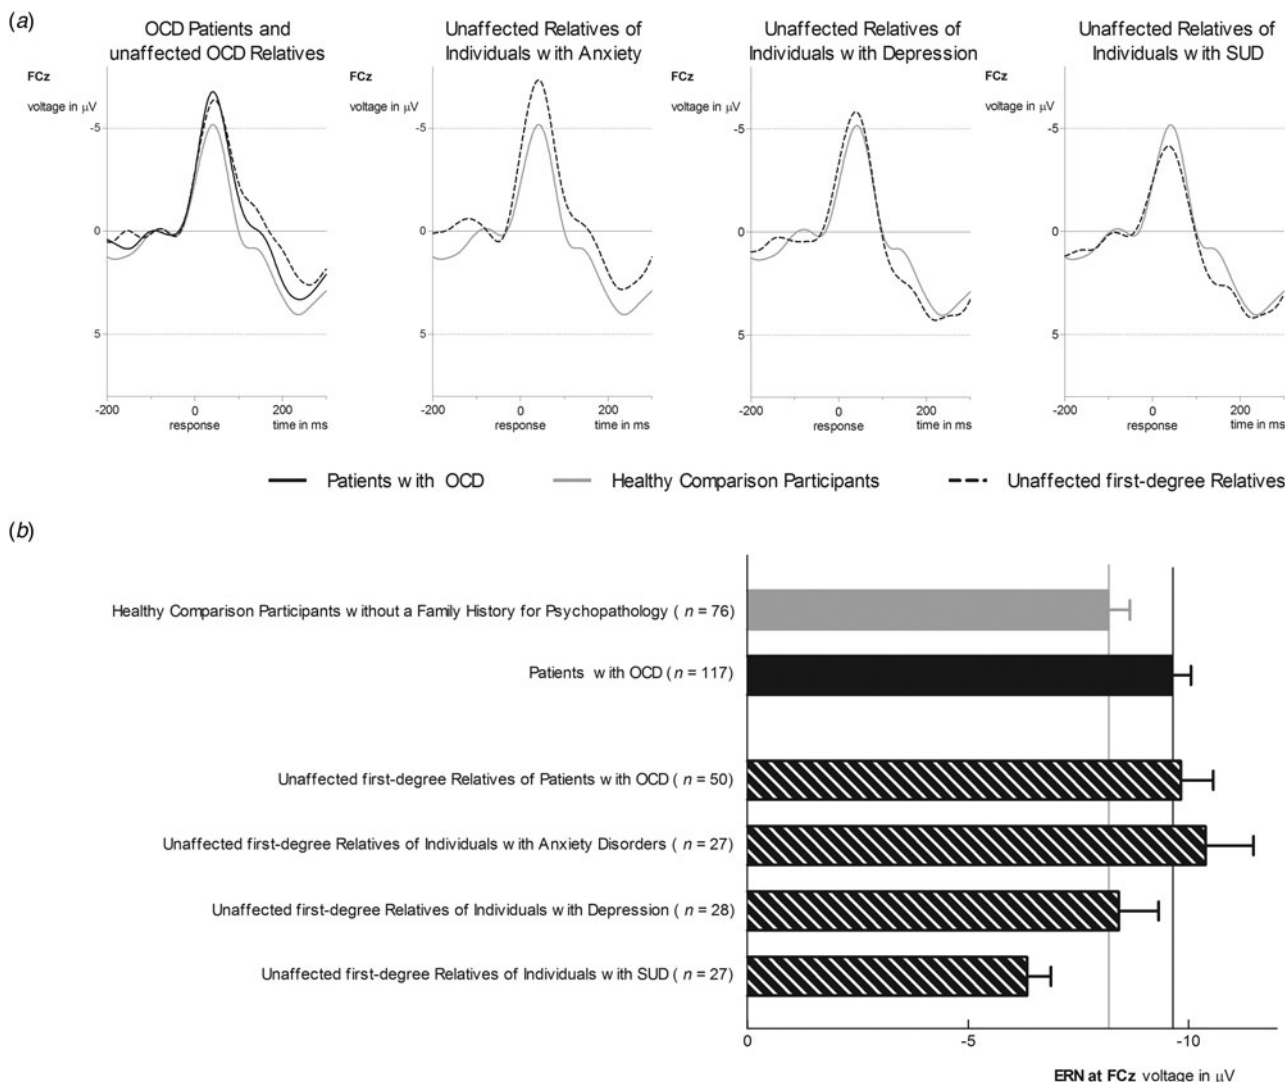 (a)
OCD Patients and
unaffected OCD Relatives
Unaffected Relatives of
Individuals with Anxiety
Unaffected Relatives of
Individuals with Depression
Unaffected Relatives of
Individuals with SUD
FCz
voltage in µV
-5
0
5
-200 0 200
response time in ms
FCz
voltage in µV
-5
0
5
-200 0 200
response time in ms
FCz
voltage in µV
-5
0
5
-200 0 200
response time in ms
FCz
voltage in µV
-5
0
5
-200 0 200
response time in ms
Patients with OCD Healthy Comparison Participants Unaffected first-degree Relatives
(b)
Healthy Comparison Participants without a Family History for Psychopathology ( n = 76)
Patients with OCD ( n = 117)
Unaffected first-degree Relatives of Patients with OCD ( n = 50)
Unaffected first-degree Relatives of Individuals with Anxiety Disorders ( n = 27)
Unaffected first-degree Relatives of Individuals with Depression ( n = 28)
Unaffected first-degree Relatives of Individuals with SUD ( n = 27)
0 -5 -10
ERN at FCz voltage in µV